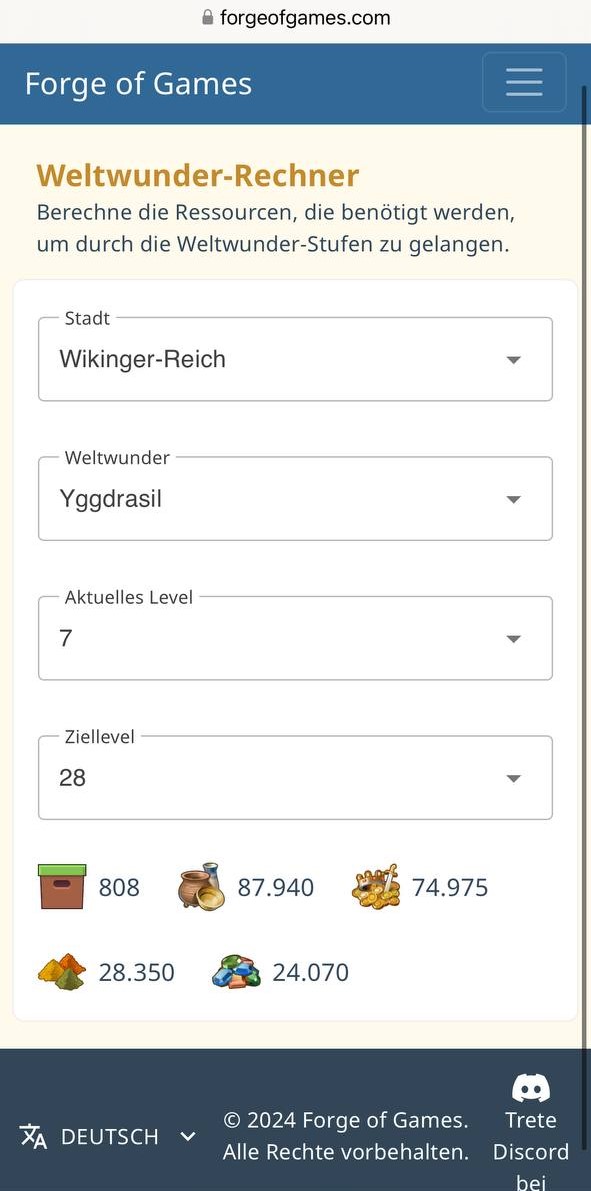 forgeofgames.com
Forge of Games
Weltwunder-Rechner
Berechne die Ressourcen, die benötigt werden,
um durch die Weltwunder-Stufen zu gelangen.
Stadt
Wikinger-Reich
Weltwunder
Yggdrasil
Aktuelles Level
7
Ziellevel
28
808 87.940 74.975
28.350 24.070
DEUTSCH
© 2024 Forge of Games.
Alle Rechte vorbehalten.
Trete
Discord
bei